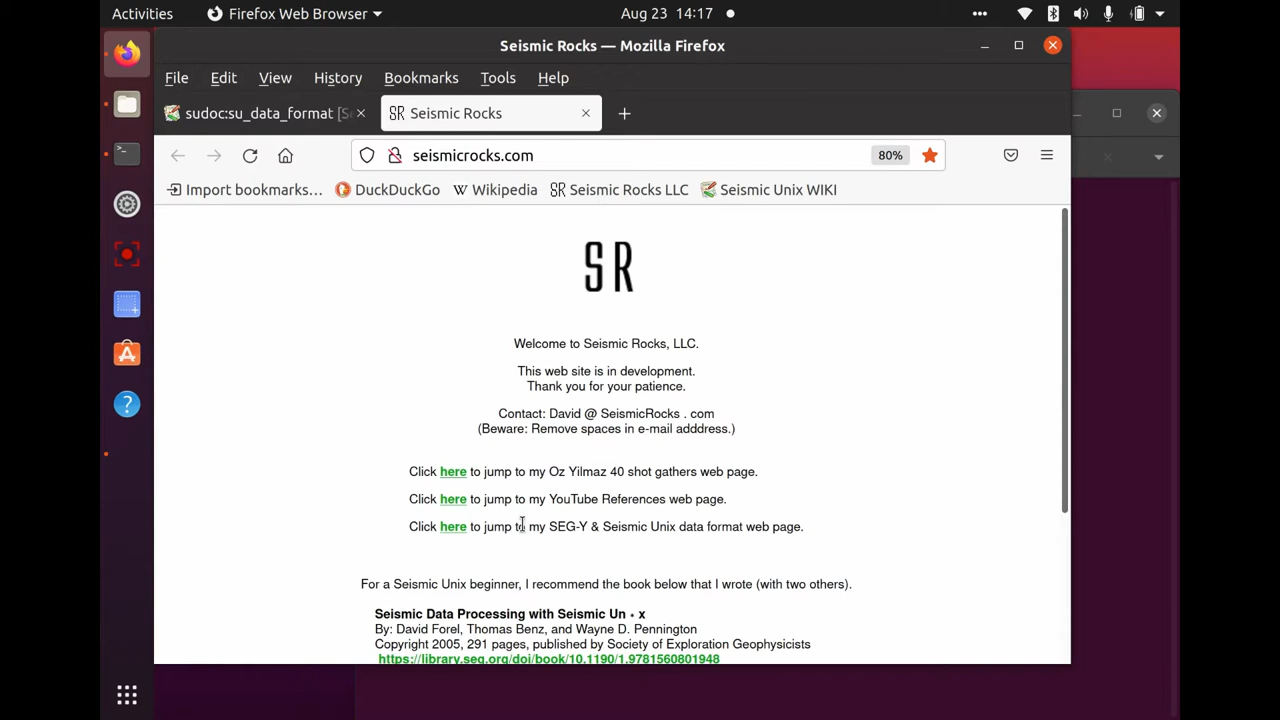 Activities Firefox Web Browser Aug 23 14:17
Seismic Rocks — Mozilla Firefox
File Edit View History Bookmarks Tools Help
sudoc:su_data_format [S Seismic Rocks
seismicrocks.com 80%
Import bookmarks… DuckDuckGo Wikipedia Seismic Rocks LLC Seismic Unix WIKI
SR
Welcome to Seismic Rocks, LLC.
This web site is in development.
Thank you for your patience.
Contact: David @ SeismicRocks . com
(Beware: Remove spaces in e-mail adddress.)
Click here to jump to my Oz Yilmaz 40 shot gathers web page.
Click here to jump to my YouTube References web page.
Click here to jump to my SEG-Y & Seismic Unix data format web page.
For a Seismic Unix beginner, I recommend the book below that I wrote (with two others).
Seismic Data Processing with Seismic Un * x
By: David Forel, Thomas Benz, and Wayne D. Pennington
Copyright 2005, 291 pages, published by Society of Exploration Geophysicists
https://library.seg.org/doi/book/10.1190/1.9781560801948